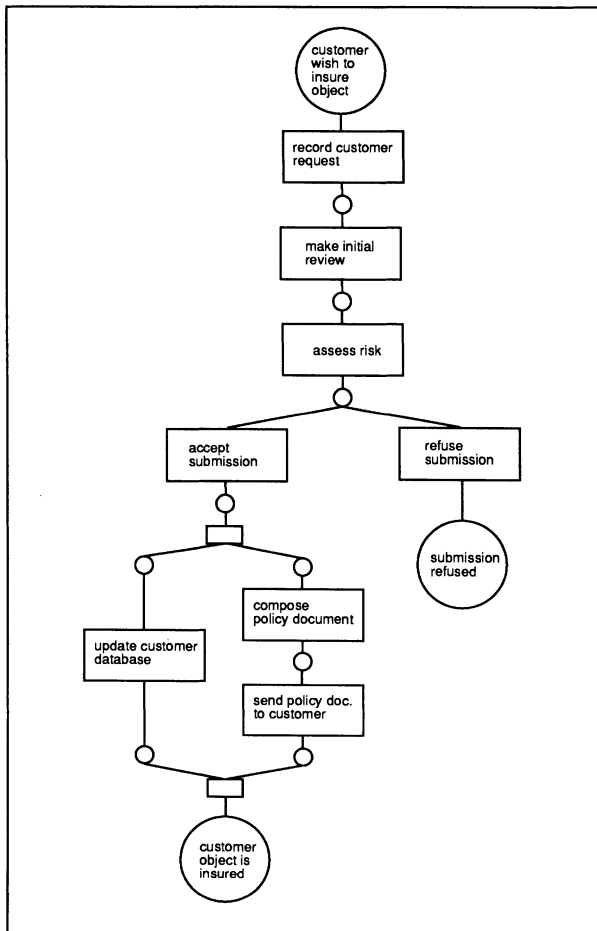 customer
wish to
insure
object
record customer
request
make initial
review
assess risk
accept
submission
refuse
submission
submission
refused
compose
policy document
update customer
database
send policy doc.
to customer
customer
object is
insured